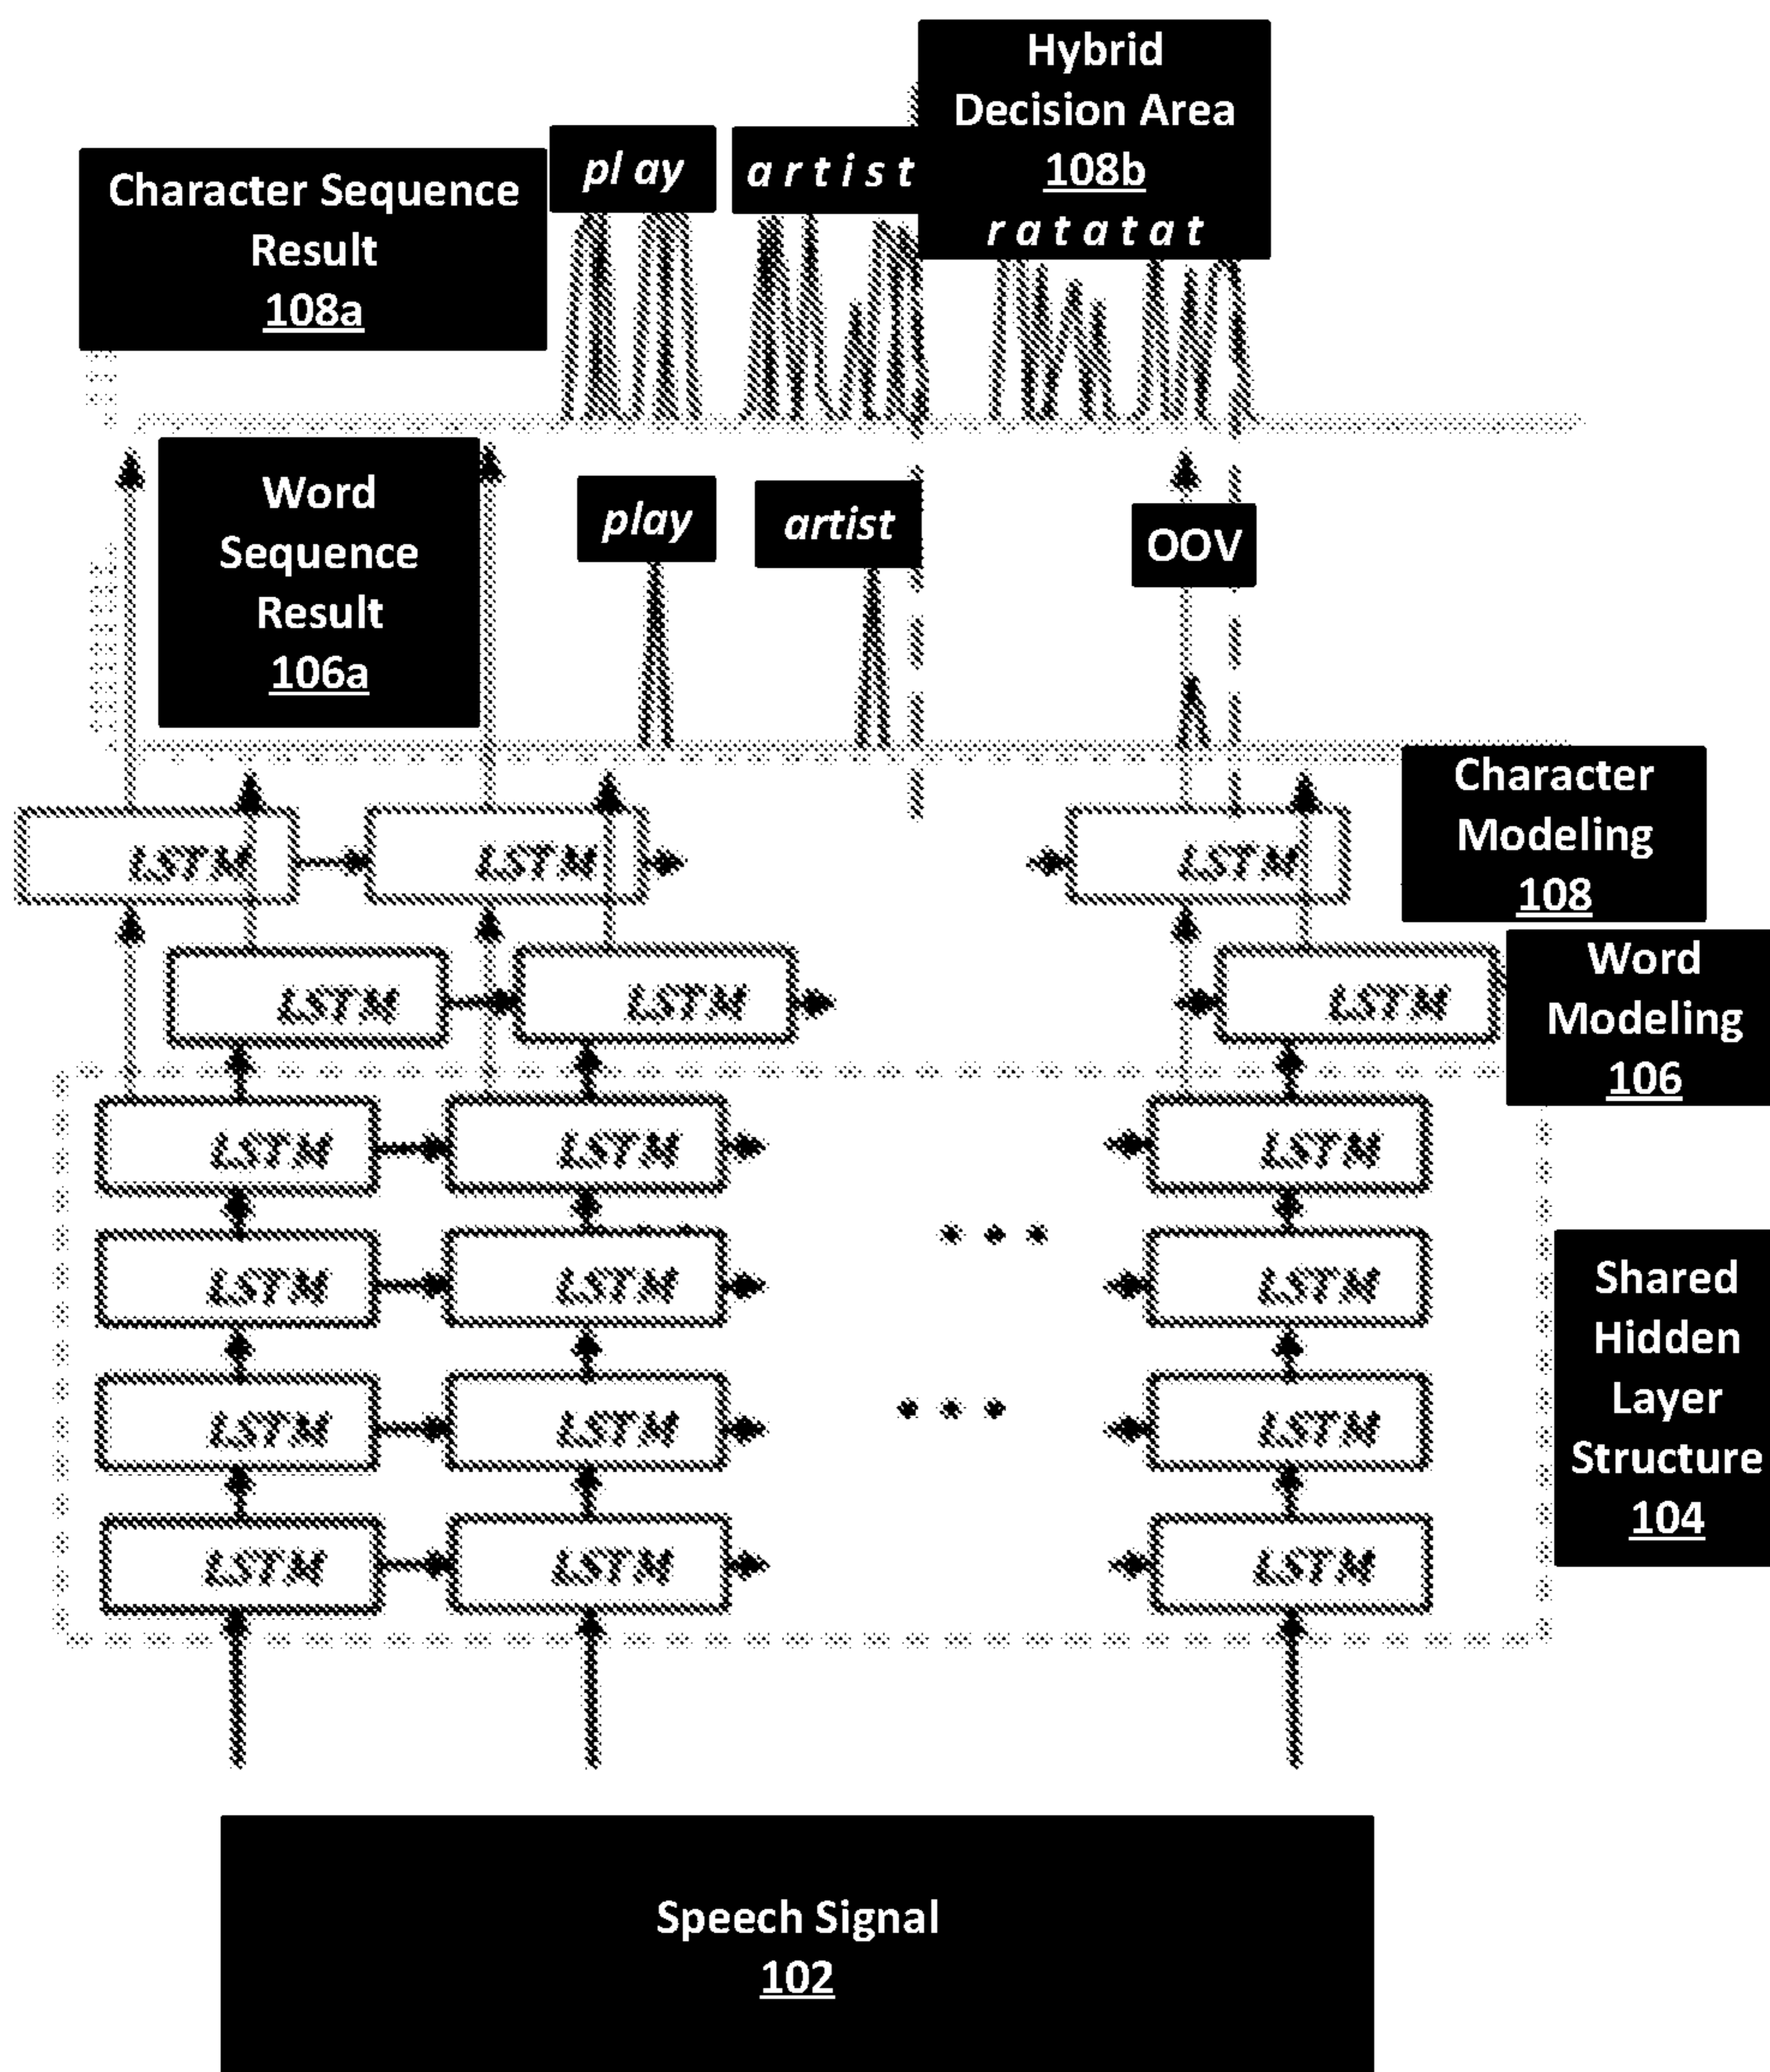 Hybrid
Decision Area
108b
r a t a t a t
play
a r t i s t
Character Sequence
Result
108a
Word
Sequence
Result
106a
play
artist
OOV
Character
Modeling
108
LSTM
LSTM
LSTM
Word
Modeling
106
LSTM
LSTM
LSTM
LSTM
LSTM
LSTM
LSTM
LSTM
LSTM
Shared
Hidden
Layer
Structure
104
LSTM
LSTM
LSTM
LSTM
LSTM
LSTM
Speech Signal
102